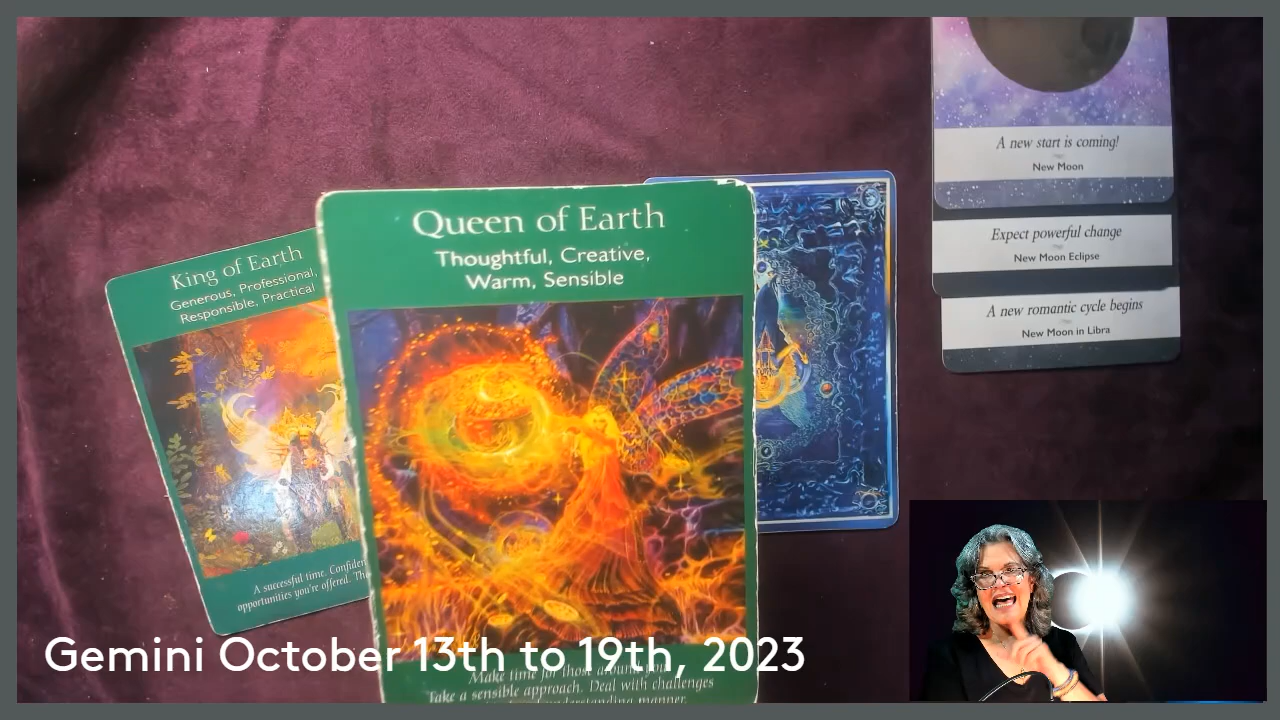 King of Earth
Generous, Professional,
Responsible, Practical
A successful time.
opportunities you're offered.
Queen of Earth
Thoughtful, Creative,
Warm, Sensible
Make time for those around you.
Take a sensible approach. Deal with challenges
understanding manner.
A new start is coming!
New Moon
Expect powerful change
New Moon Eclipse
A new romantic cycle begins
New Moon in Libra
Gemini October 13th to 19th, 2023